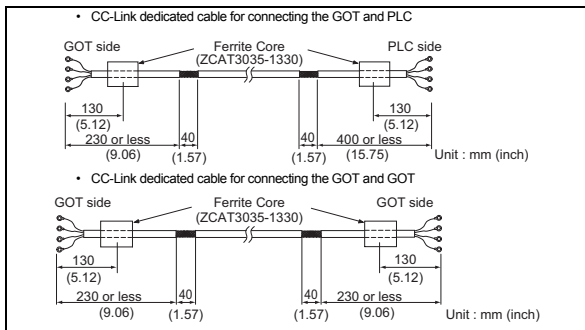 • CC-Link dedicated cable for connecting the GOT and PLC
GOT side Ferrite Core PLC side
(ZCAT3035-1330)
130 130
(5.12) (5.12)
230 or less 40 40 400 or less
(9.06) (1.57) (1.57) (15.75) Unit : mm (inch)
• CC-Link dedicated cable for connecting the GOT and GOT
GOT side Ferrite Core GOT side
(ZCAT3035-1330)
130 130
(5.12) (5.12)
230 or less 40 40 230 or less
(9.06) (1.57) (1.57) (9.06) Unit : mm (inch)